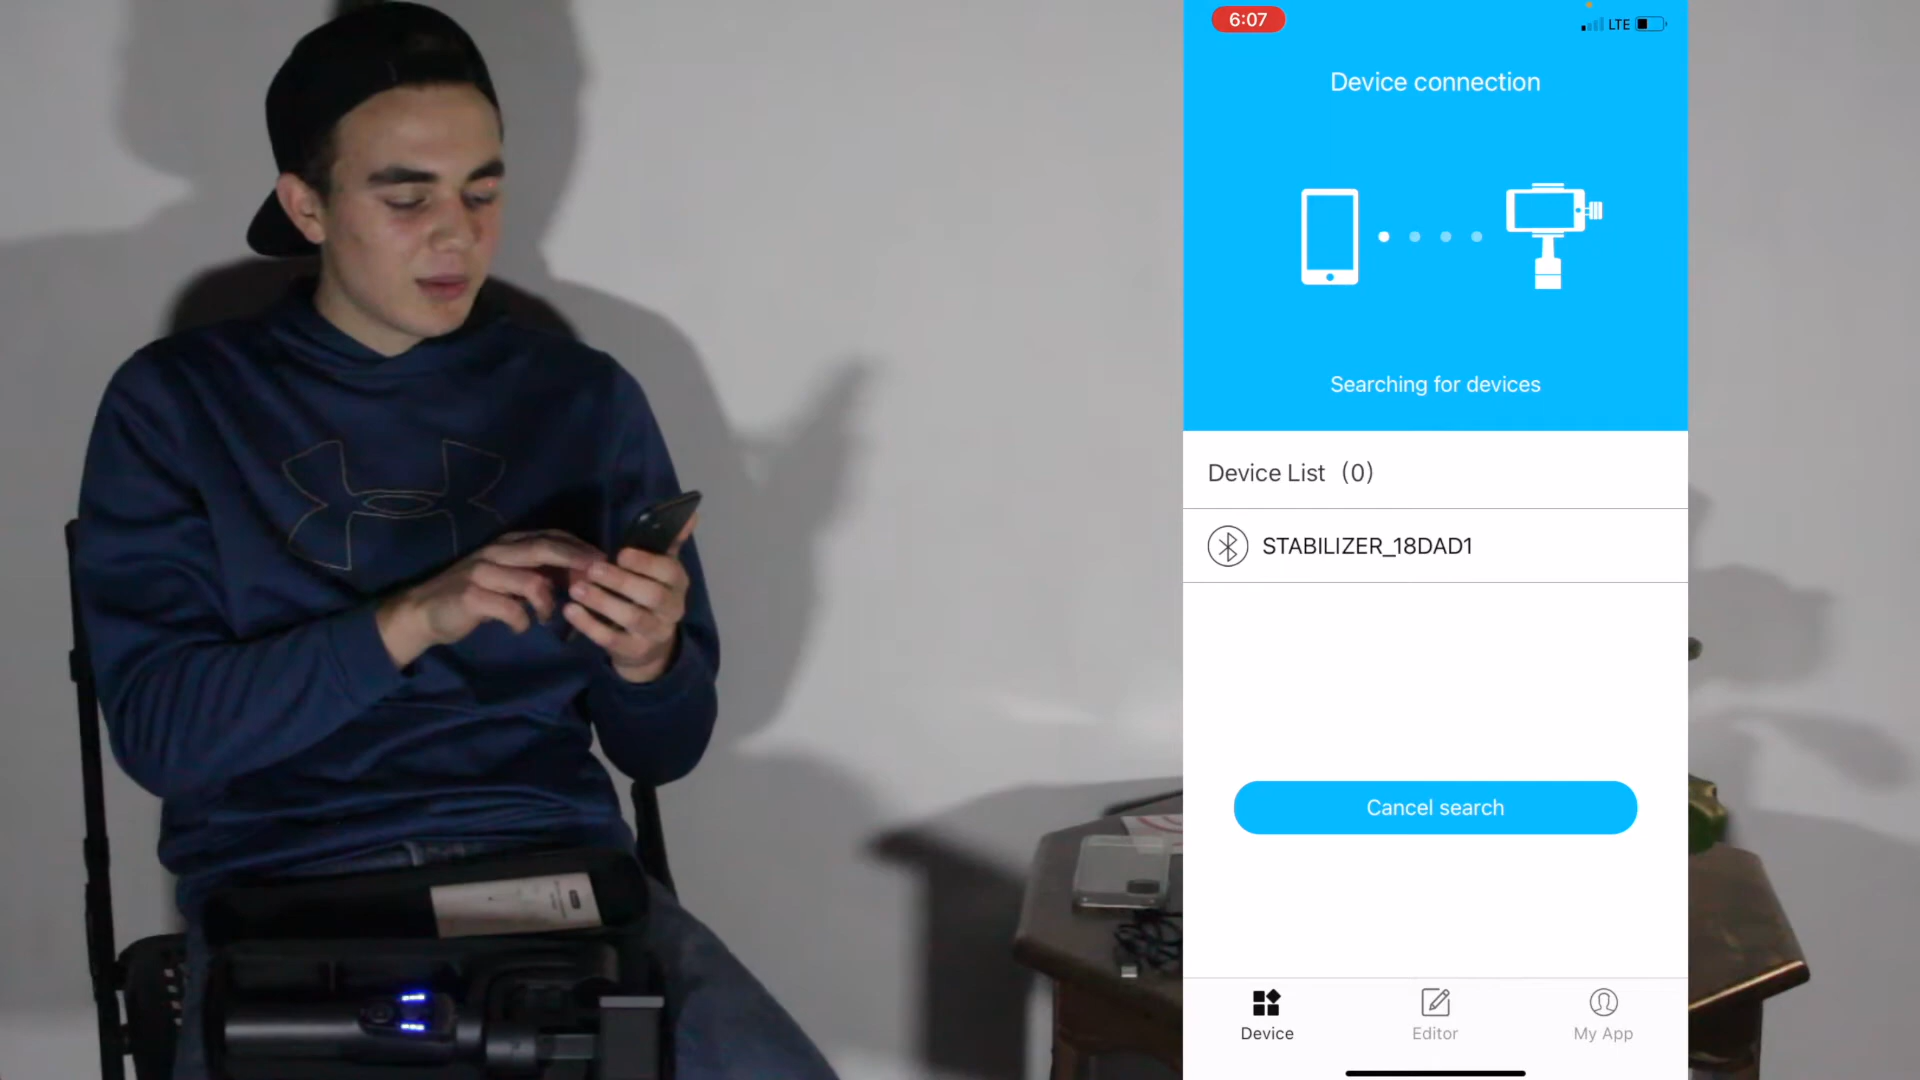 6:07
LTE
Device connection
Searching for devices
Device List (0)
STABILIZER_18DAD1
Cancel search
Device
Editor
My App